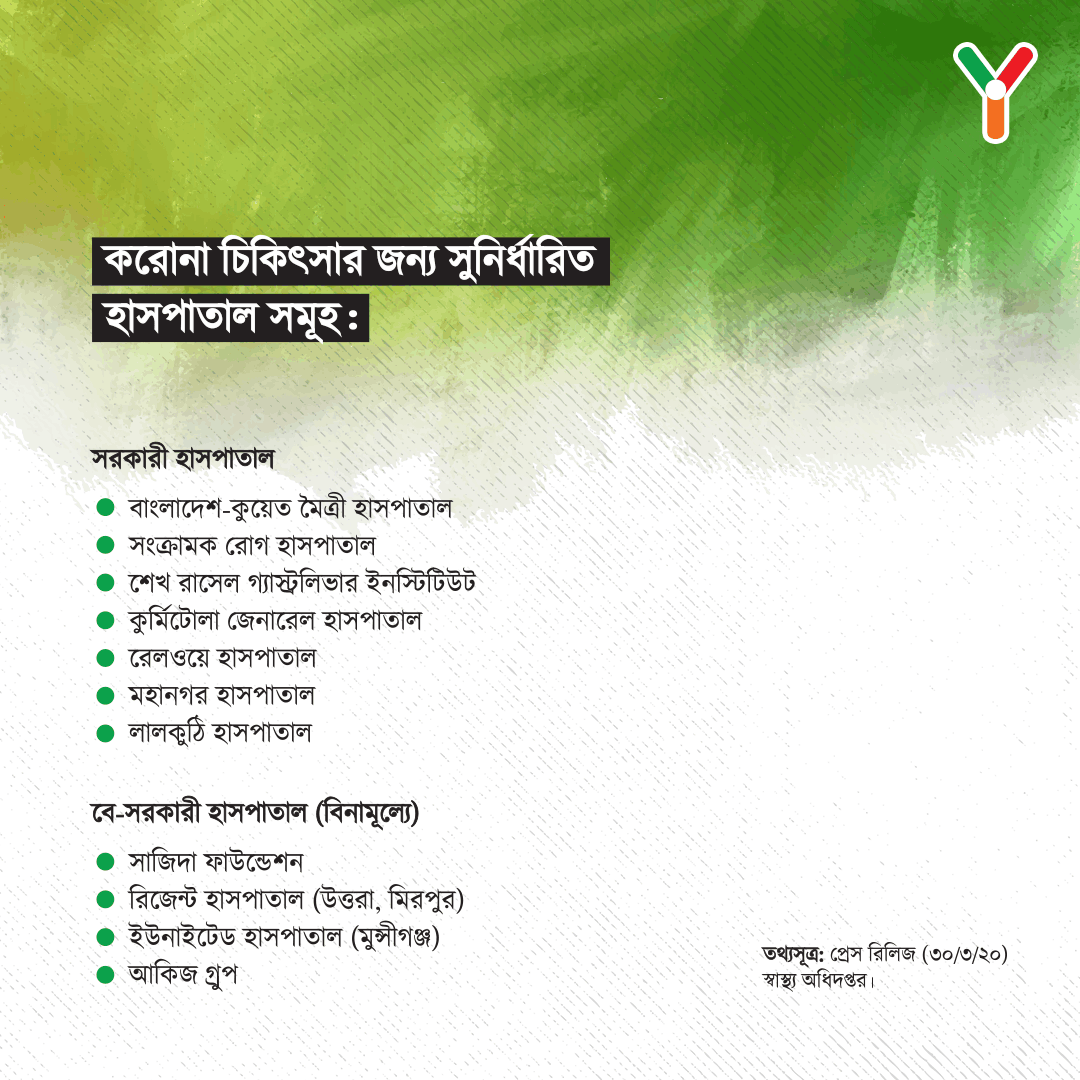 করোনা চিকিৎসার জন্য সুনির্ধারিত
হাসপাতাল সমূহ:
সরকারী হাসপাতাল
বাংলাদেশ-কুয়েত মৈত্রী হাসপাতাল
সংক্রামক রোগ হাসপাতাল
শেখ রাসেল গ্যাস্ট্রলিভার ইনস্টিটিউট
কুর্মিটোলা জেনারেল হাসপাতাল
রেলওয়ে হাসপাতাল
মহানগর হাসপাতাল
লালকুঠি হাসপাতাল
বে-সরকারী হাসপাতাল (বিনামূল্যে)
সাজিদা ফাউন্ডেশন
রিজেন্ট হাসপাতাল (উত্তরা, মিরপুর)
ইউনাইটেড হাসপাতাল (মুন্সীগঞ্জ)
আকিজ গ্রুপ
তথ্যসূত্র: প্রেস রিলিজ (৩০/৩/২০)
স্বাস্থ্য অধিদপ্তর।